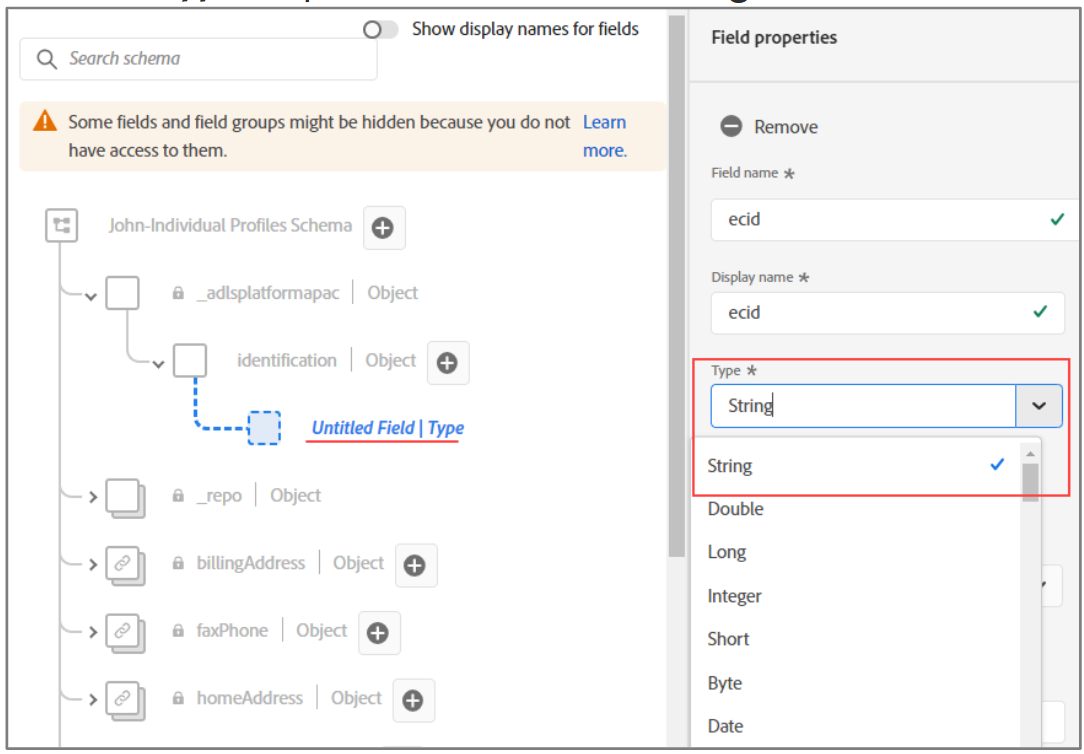 Show display names for fields
Search schema
Some fields and field groups might be hidden because you do not Learn
have access to them. more.
John-Individual Profiles Schema
_adlsplatformapac | Object
identification | Object
Untitled Field | Type
_repo | Object
billingAddress | Object
faxPhone | Object
homeAddress | Object
Field properties
Remove
Field name *
ecid
Display name *
ecid
Type *
String
String
Double
Long
Integer
Short
Byte
Date